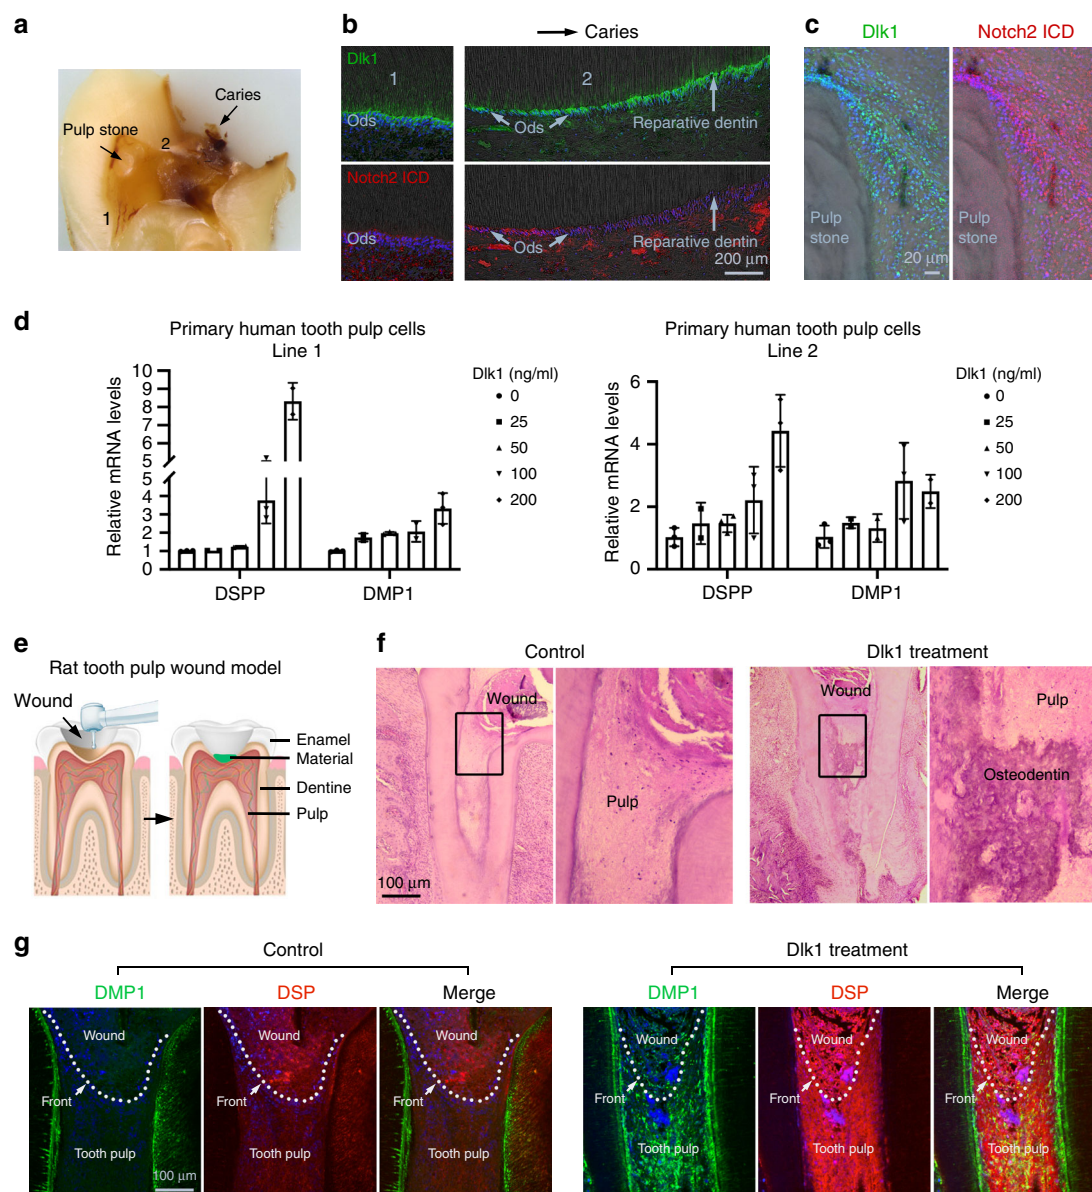 a
Caries
Pulp stone
2
1
b
Caries
Dlk1
1
2
Ods
Ods
Reparative dentin
Notch2 ICD
Ods
Ods
Reparative dentin
200 μm
c
Dlk1
Notch2 ICD
Pulp
stone
Pulp
stone
20 μm
d
Primary human tooth pulp cells
Line 1
Relative mRNA levels
10
9
8
7
6
5
5
4
3
2
1
0
DSPP
DMP1
Dlk1 (ng/ml)
0
25
50
100
200
Primary human tooth pulp cells
Line 2
Relative mRNA levels
6
4
2
0
DSPP
DMP1
Dlk1 (ng/ml)
0
25
50
100
200
e
Rat tooth pulp wound model
Wound
Enamel
Material
Dentine
Pulp
f
Control
Dlk1 treatment
Wound
Pulp
100 μm
Wound
Pulp
Osteodentin
g
Control
Dlk1 treatment
DMP1
DSP
Merge
DMP1
DSP
Merge
Wound
Wound
Wound
Wound
Wound
Wound
Front
Front
Front
Front
Front
Front
Tooth pulp
Tooth pulp
Tooth pulp
Tooth pulp
Tooth pulp
Tooth pulp
100 μm